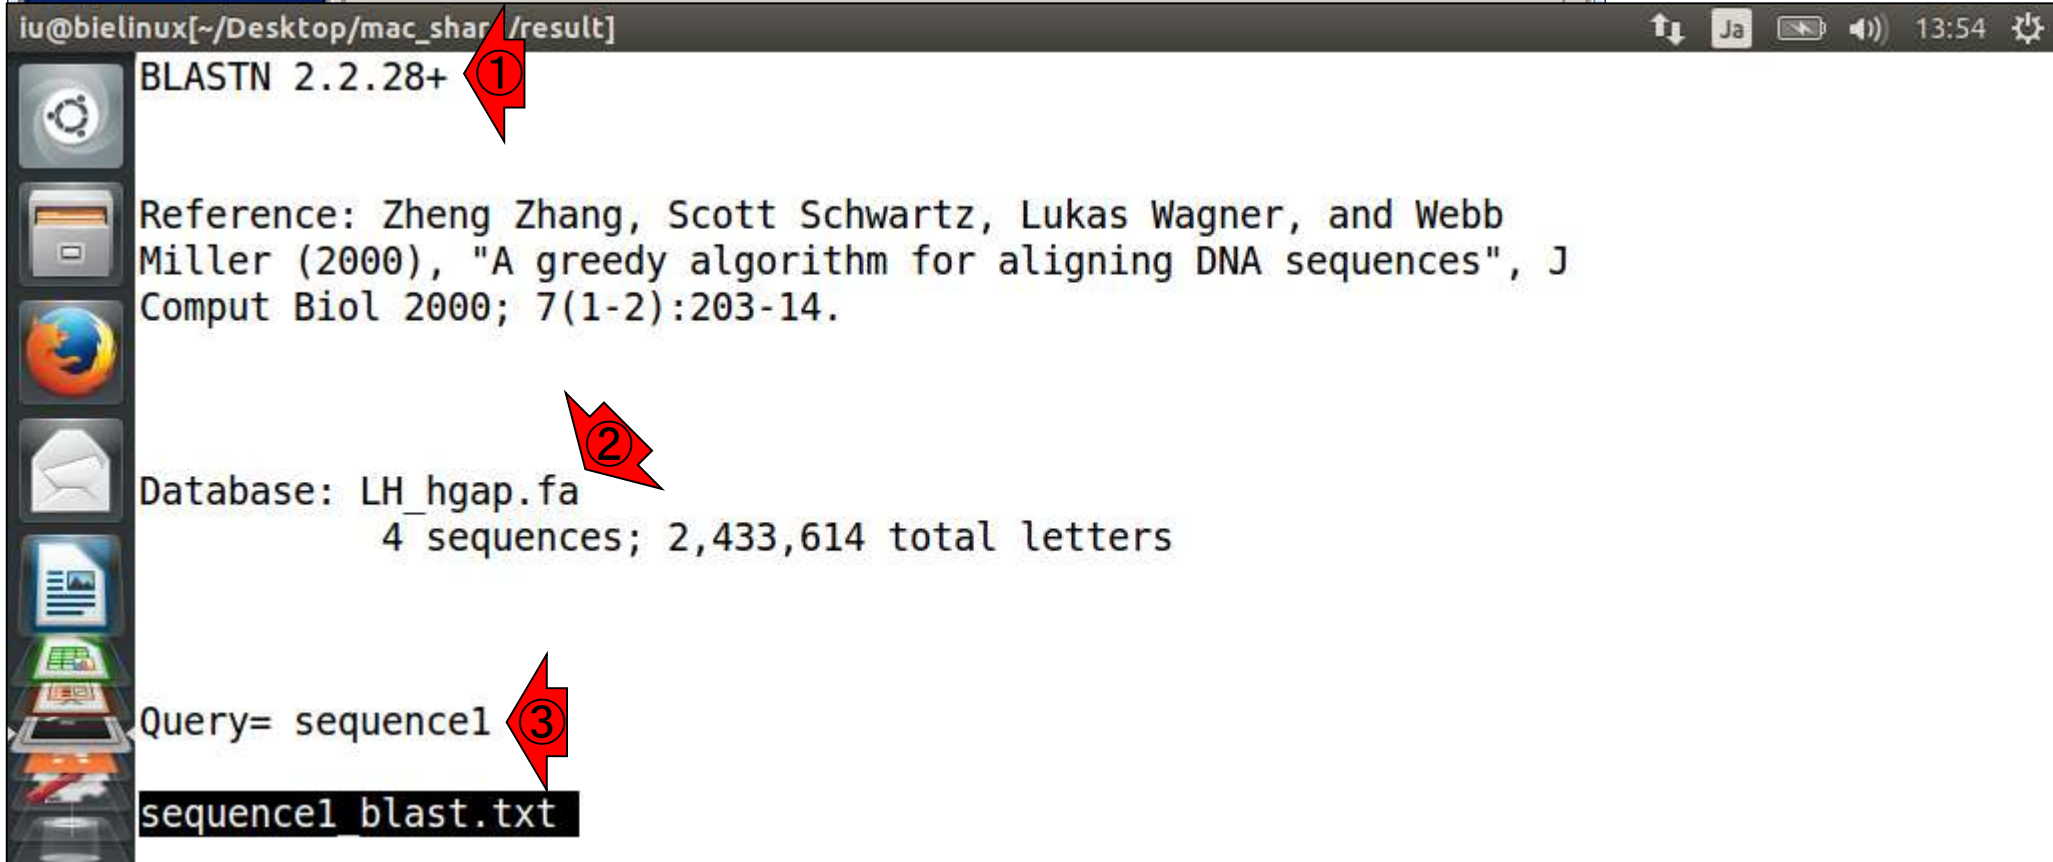 iu@bielinux[~/Desktop/mac_shar /result]
Ja
13:54
BLASTN 2.2.28+
①
Reference: Zheng Zhang, Scott Schwartz, Lukas Wagner, and Webb
Miller (2000), "A greedy algorithm for aligning DNA sequences", J
Comput Biol 2000; 7(1-2):203-14.
②
Database: LH_hgap.fa
4 sequences; 2,433,614 total letters
Query= sequence1
③
sequence1_blast.txt